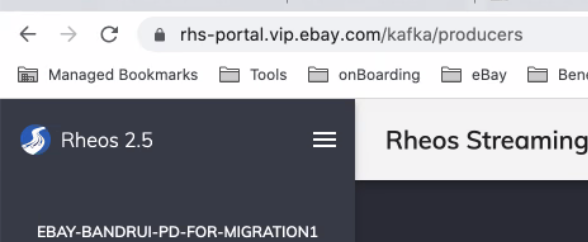 rhs-portal.vip.ebay.com/kafka/producers
Managed Bookmarks Tools onBoarding eBay Bene
Rheos 2.5
Rheos Streaming
EBAY-BANDRUI-PD-FOR-MIGRATION1